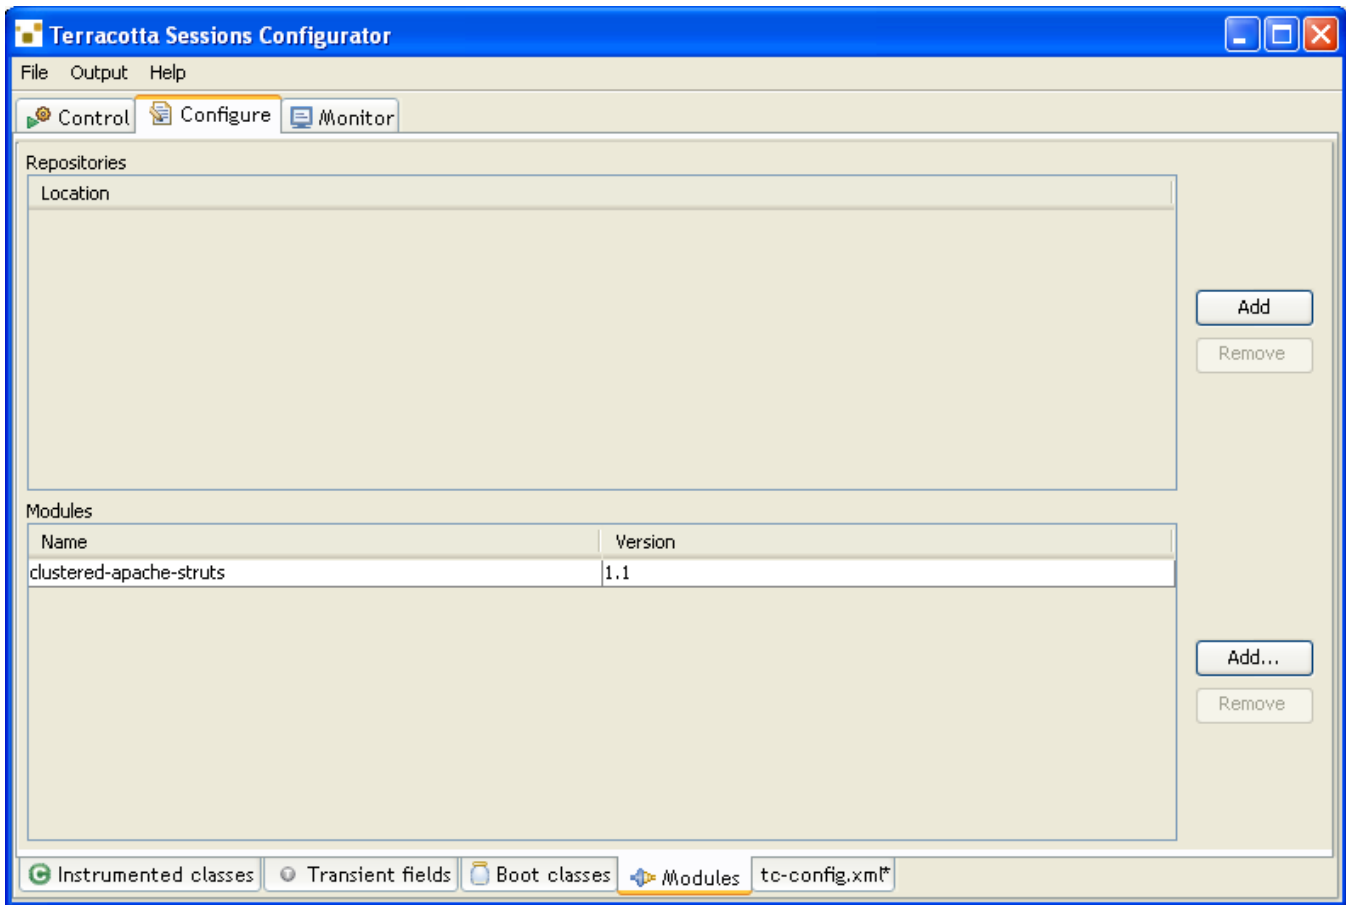 Terracotta Sessions Configurator
File Output Help
Control Configure Monitor
Repositories
Location
Add
Remove
Modules
Name Version
clustered-apache-struts 1.1
Add...
Remove
Instrumented classes Transient fields Boot classes Modules tc-config.xml*